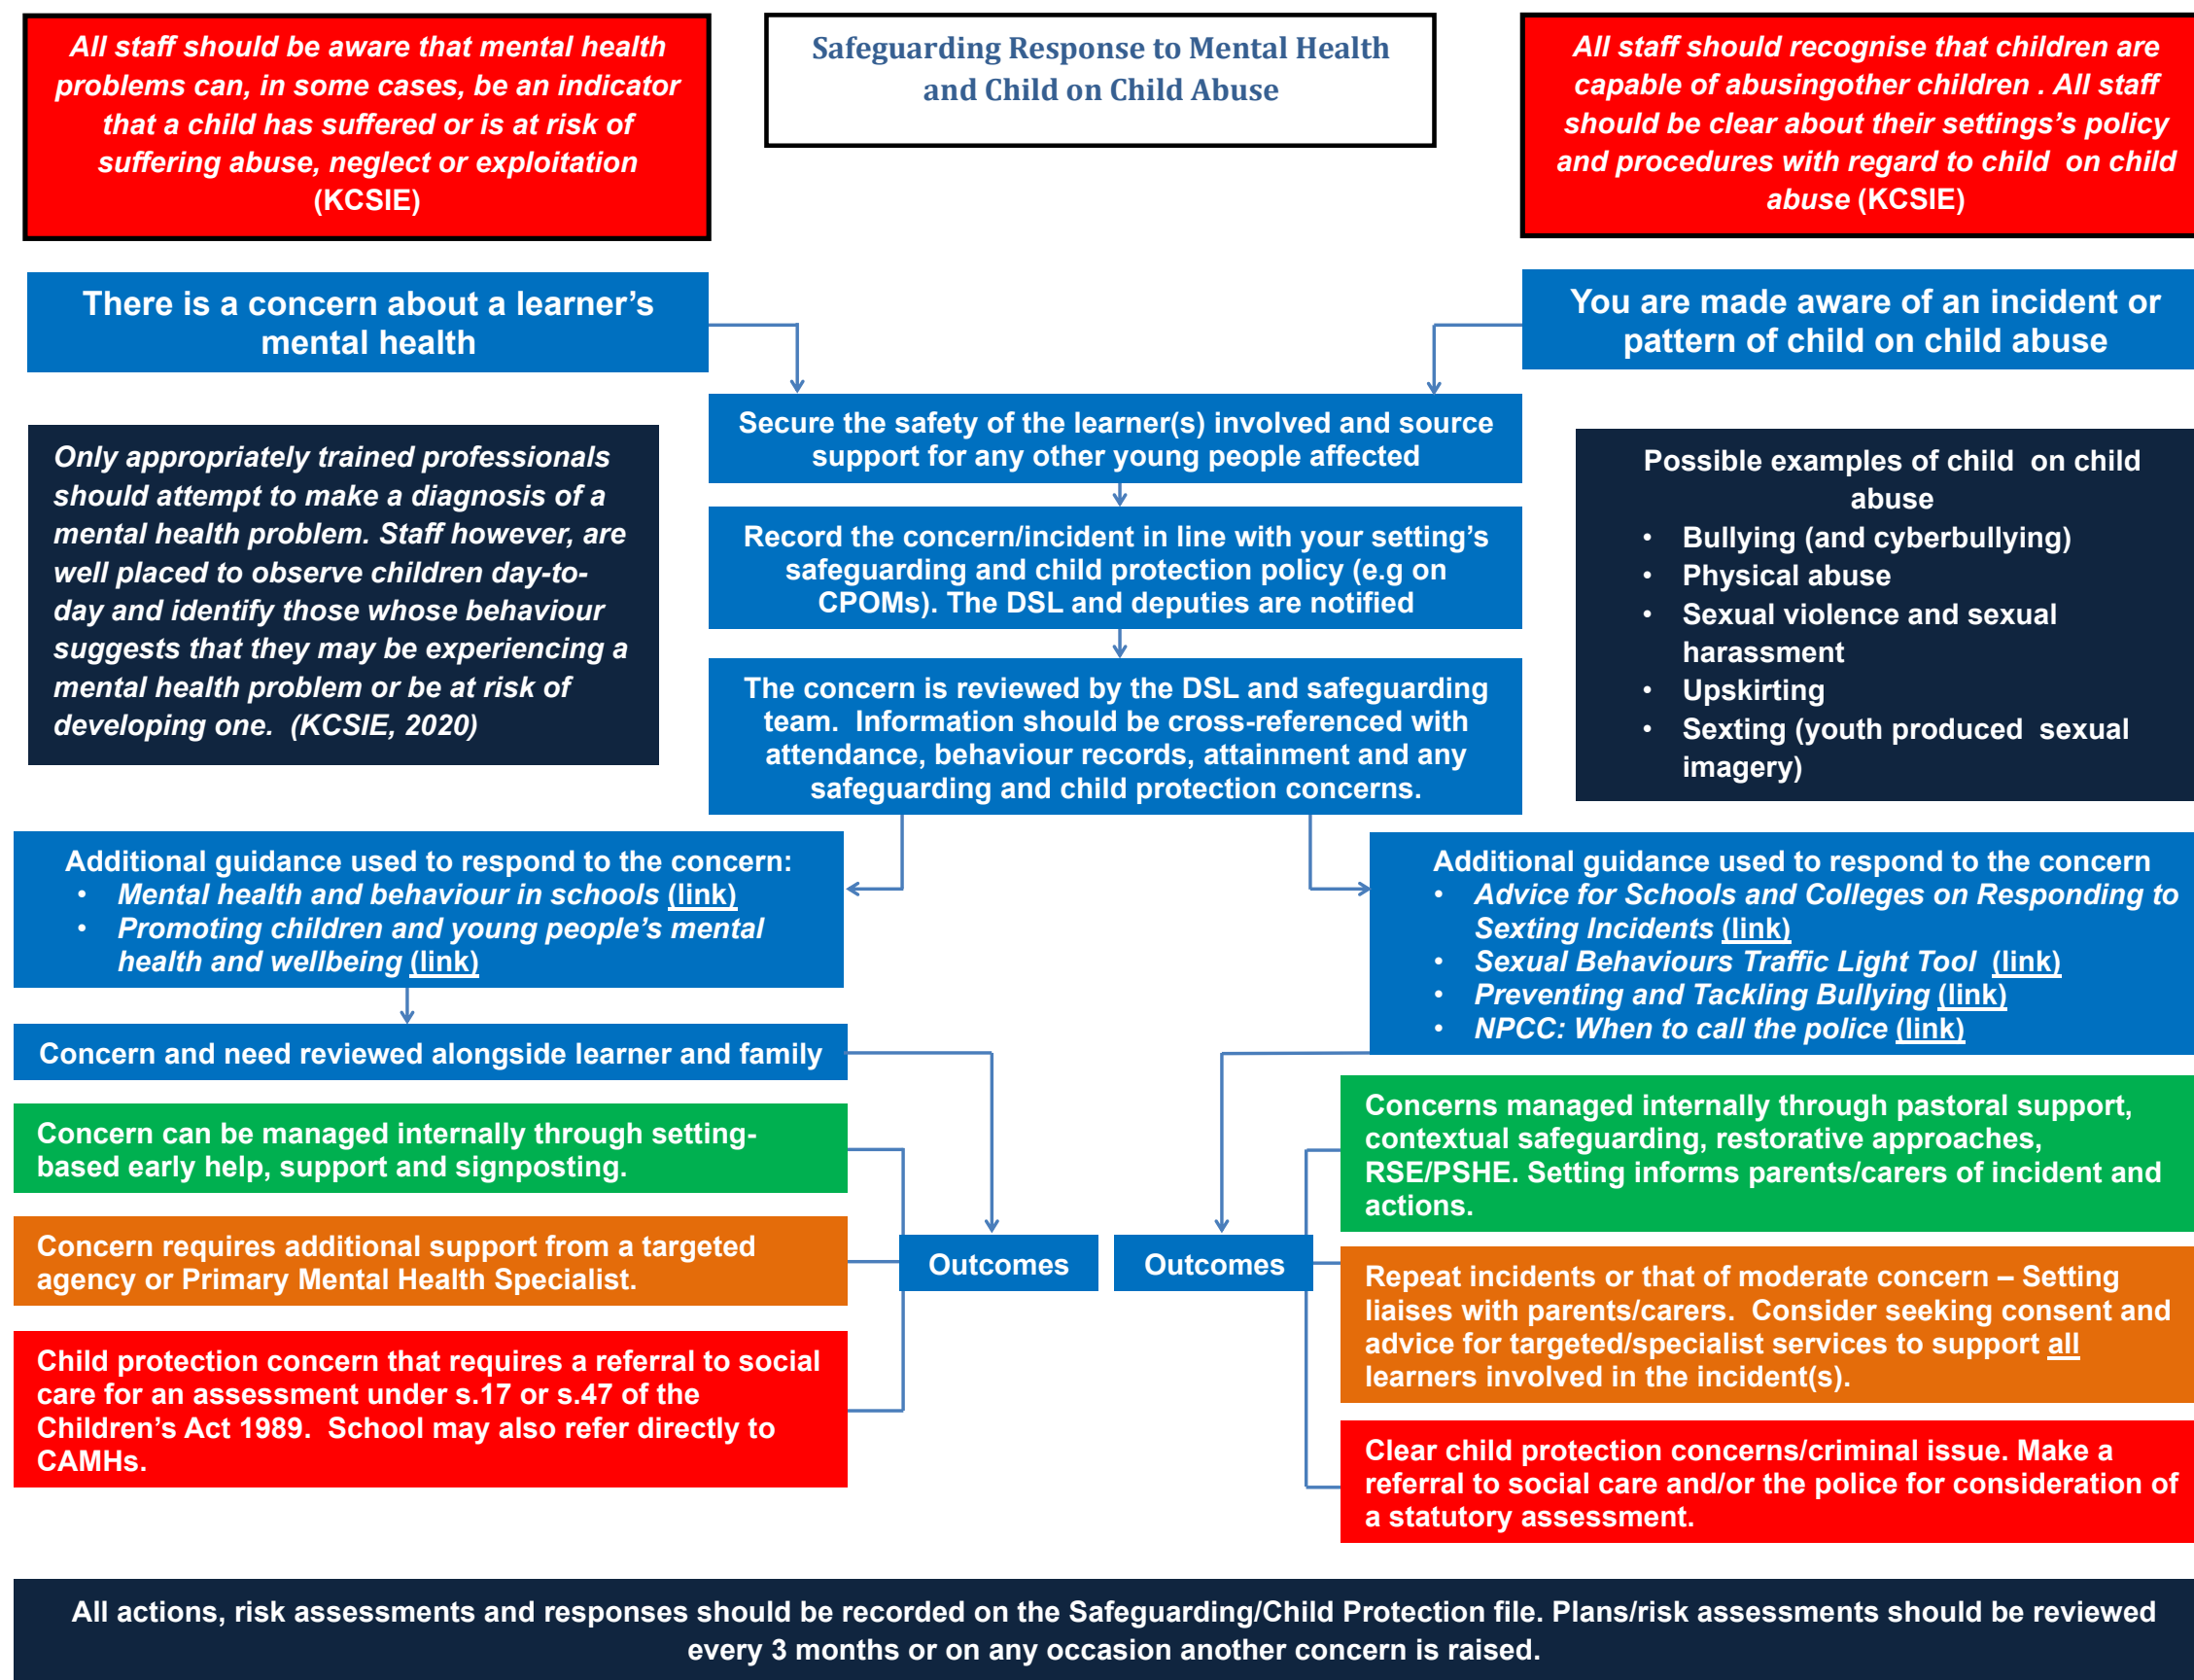 All staff should be aware that mental health
problems can, in some cases, be an indicator
that a child has suffered or is at risk of
suffering abuse, neglect or exploitation
(KCSIE)
Safeguarding Response to Mental Health
and Child on Child Abuse
All staff should recognise that children are
capable of abusingother children . All staff
should be clear about their settings's policy
and procedures with regard to child  on child
abuse (KCSIE)
There is a concern about a learner’s
mental health
You are made aware of an incident or
pattern of child on child abuse
Secure the safety of the learner(s) involved and source
support for any other young people affected
Only appropriately trained professionals
should attempt to make a diagnosis of a
mental health problem. Staff however, are
well placed to observe children day-to-
day and identify those whose behaviour
suggests that they may be experiencing a
mental health problem or be at risk of
developing one.  (KCSIE, 2020)
Record the concern/incident in line with your setting’s
safeguarding and child protection policy (e.g on
CPOMs). The DSL and deputies are notified
The concern is reviewed by the DSL and safeguarding
team.  Information should be cross-referenced with
attendance, behaviour records, attainment and any
safeguarding and child protection concerns.
Possible examples of child  on child
abuse
• Bullying (and cyberbullying)
• Physical abuse
• Sexual violence and sexual
harassment
• Upskirting
• Sexting (youth produced  sexual
imagery)
Additional guidance used to respond to the concern:
• Mental health and behaviour in schools (link)
• Promoting children and young people’s mental
health and wellbeing (link)
Additional guidance used to respond to the concern
• Advice for Schools and Colleges on Responding to
Sexting Incidents (link)
• Sexual Behaviours Traffic Light Tool  (link)
• Preventing and Tackling Bullying (link)
• NPCC: When to call the police (link)
Concern and need reviewed alongside learner and family
Concern can be managed internally through setting-
based early help, support and signposting.
Concern requires additional support from a targeted
agency or Primary Mental Health Specialist.
Child protection concern that requires a referral to social
care for an assessment under s.17 or s.47 of the
Children’s Act 1989.  School may also refer directly to
CAMHs.
Outcomes
Outcomes
Concerns managed internally through pastoral support,
contextual safeguarding, restorative approaches,
RSE/PSHE. Setting informs parents/carers of incident and
actions.
Repeat incidents or that of moderate concern – Setting
liaises with parents/carers.  Consider seeking consent and
advice for targeted/specialist services to support all
learners involved in the incident(s).
Clear child protection concerns/criminal issue. Make a
referral to social care and/or the police for consideration of
a statutory assessment.
All actions, risk assessments and responses should be recorded on the Safeguarding/Child Protection file. Plans/risk assessments should be reviewed
every 3 months or on any occasion another concern is raised.